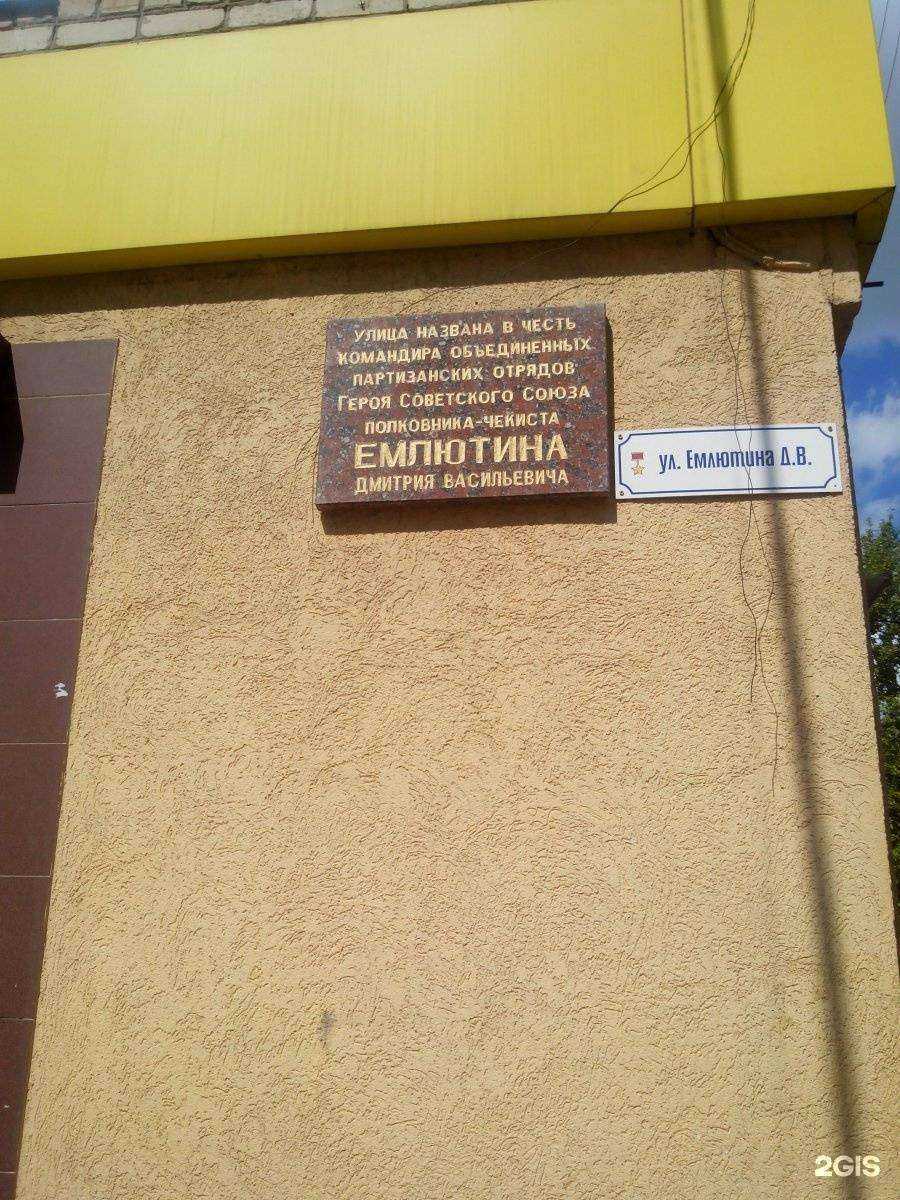 УЛИЦА НАЗВАНА В ЧЕСТЬ
КОМАНДИРА ОБЪЕДИНЕННЫХ
ПАРТИЗАНСКИХ ОТРЯДОВ
ГЕРОЯ СОВЕТСКОГО СОЮЗА
ПОЛКОВНИКА-ЧЕКИСТА
ЕМЛЮТИНА
ДМИТРИЯ ВАСИЛЬЕВИЧА
ул. Емлютина Д.В.
2GIS